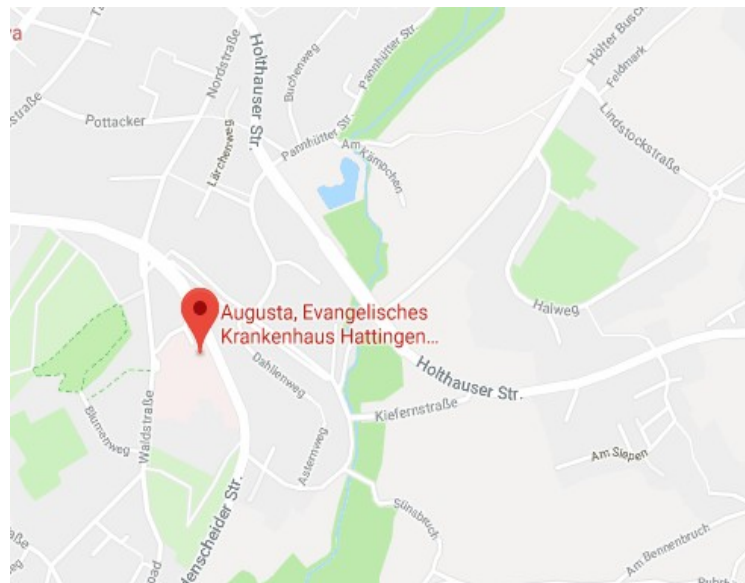 Nordstraße
Holthauser Str.
Buchenweg
Pannhütter Str.
Hölter Busch
Feldmark
Pottacker
Lärchenweg
Pannhütter Str.
Am Kämpchen
Lindstockstraße
Augusta, Evangelisches
Krankenhaus Hattingen...
Haiweg
Dahlienweg
Holthauser Str.
Kiefernstraße
Blumenweg
Waldstraße
Asternweg
Am Siepen
Sünsbruch
Am Bennenbruch